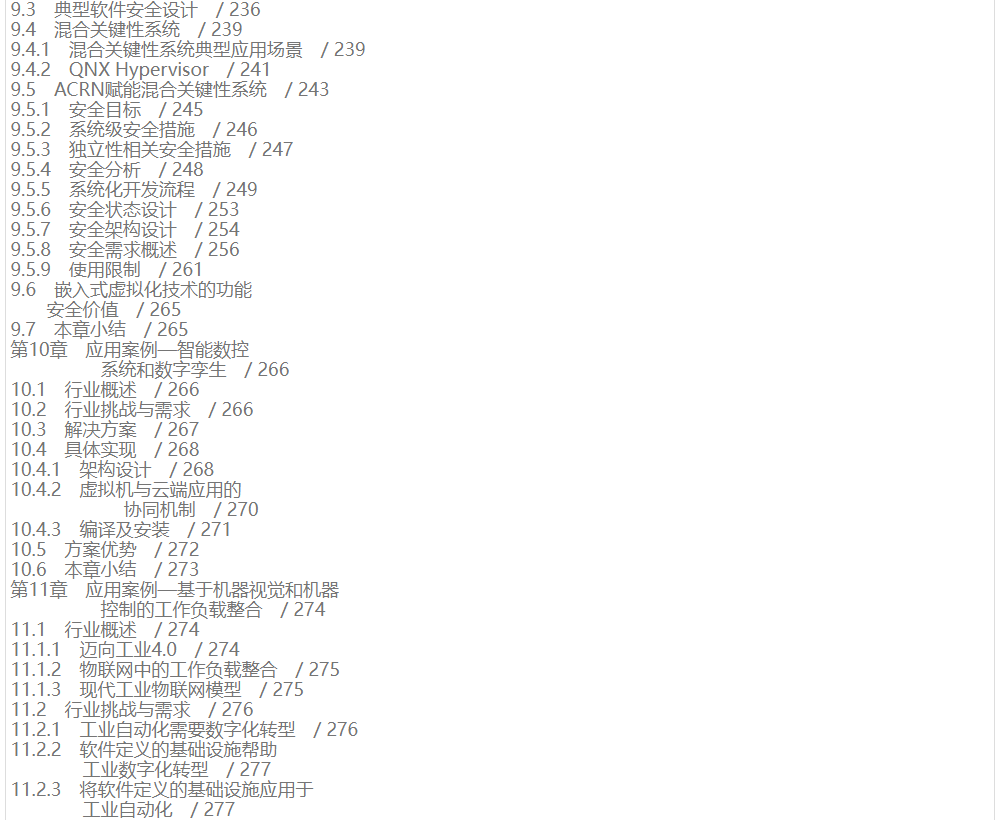 9.3 典型软件安全设计 / 236
9.4 混合关键性系统 / 239
9.4.1 混合关键性系统典型应用场景 / 239
9.4.2 QNX Hypervisor / 241
9.5 ACRN赋能混合关键性系统 / 243
9.5.1 安全目标 / 245
9.5.2 系统级安全措施 / 246
9.5.3 独立性相关安全措施 / 247
9.5.4 安全分析 / 248
9.5.5 系统化开发流程 / 249
9.5.6 安全状态设计 / 253
9.5.7 安全架构设计 / 254
9.5.8 安全需求概述 / 256
9.5.9 使用限制 / 261
9.6 嵌入式虚拟化技术的功能
安全价值 / 265
9.7 本章小结 / 265
第10章 应用案例—智能数控
系统和数字孪生 / 266
10.1 行业概述 / 266
10.2 行业挑战与需求 / 266
10.3 解决方案 / 267
10.4 具体实现 / 268
10.4.1 架构设计 / 268
10.4.2 虚拟机与云端应用的
协同机制 / 270
10.4.3 编译及安装 / 271
10.5 方案优势 / 272
10.6 本章小结 / 273
第11章 应用案例—基于机器视觉和机器
控制的工作负载整合 / 274
11.1 行业概述 / 274
11.1.1 迈向工业4.0 / 274
11.1.2 物联网中的工作负载整合 / 275
11.1.3 现代工业物联网模型 / 275
11.2 行业挑战与需求 / 276
11.2.1 工业自动化需要数字化转型 / 276
11.2.2 软件定义的基础设施帮助
工业数字化转型 / 277
11.2.3 将软件定义的基础设施应用于
工业自动化 / 277